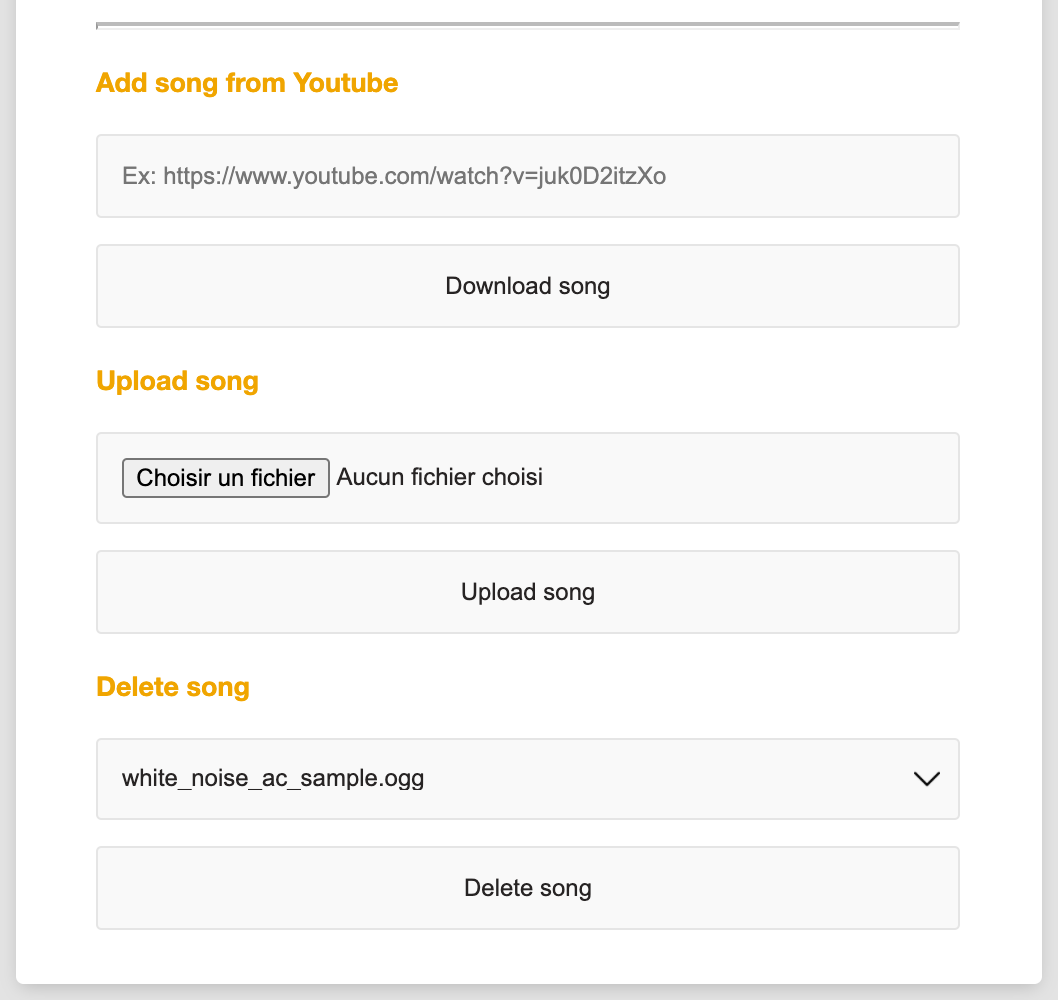 Add song from Youtube
Ex: https://www.youtube.com/watch?v=juk0D2itzXo
Download song
Upload song
Choisir un fichier Aucun fichier choisi
Upload song
Delete song
white_noise_ac_sample.ogg
Delete song